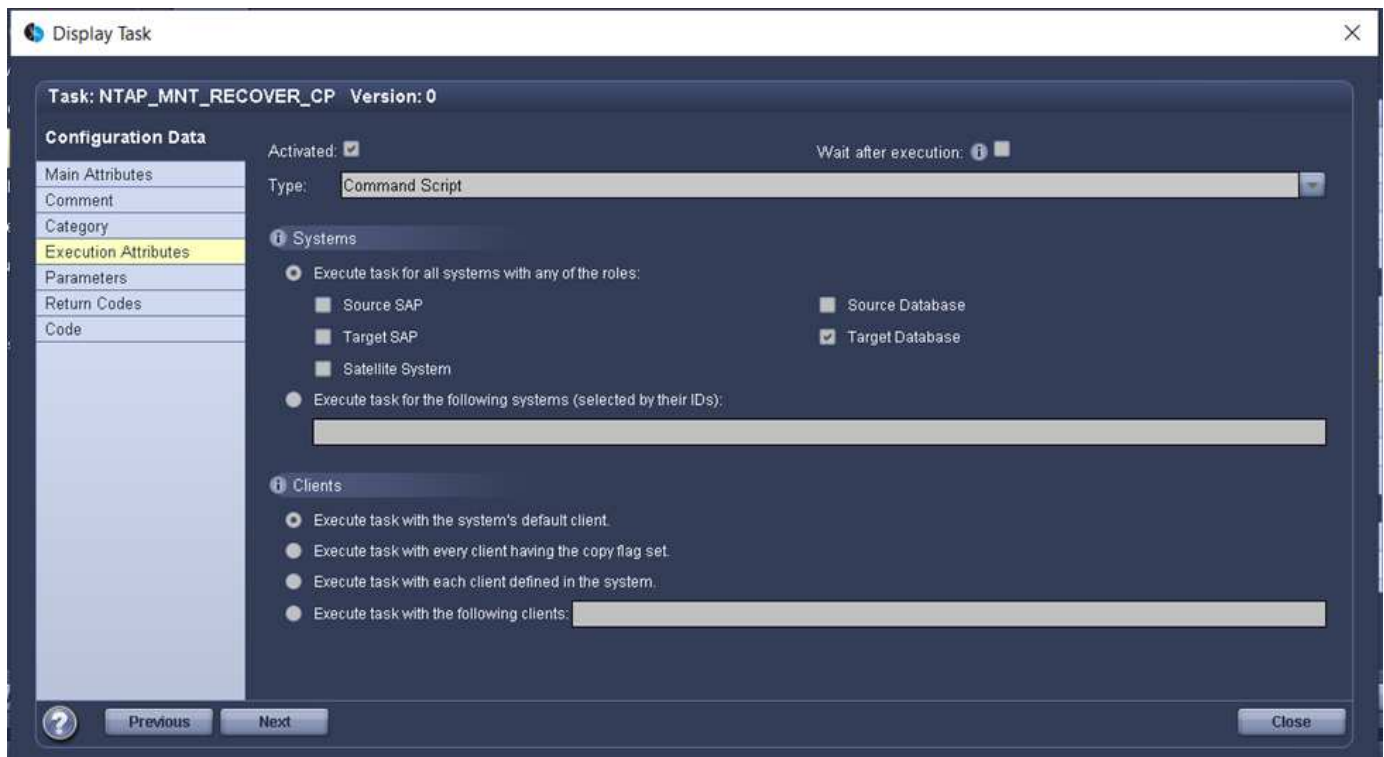 Display Task
Task: NTAP_MNT_RECOVER_CP Version: 0
Configuration Data
Main Attributes
Comment
Category
Execution Attributes
Parameters
Return Codes
Code
Activated:
Wait after execution:
Type: Command Script
Systems
Execute task for all systems with any of the roles:
Source SAP
Source Database
Target SAP
Target Database
Satellite System
Execute task for the following systems (selected by their IDs):
Clients
Execute task with the system's default client.
Execute task with every client having the copy flag set.
Execute task with each client defined in the system.
Execute task with the following clients:
? Previous Next Close